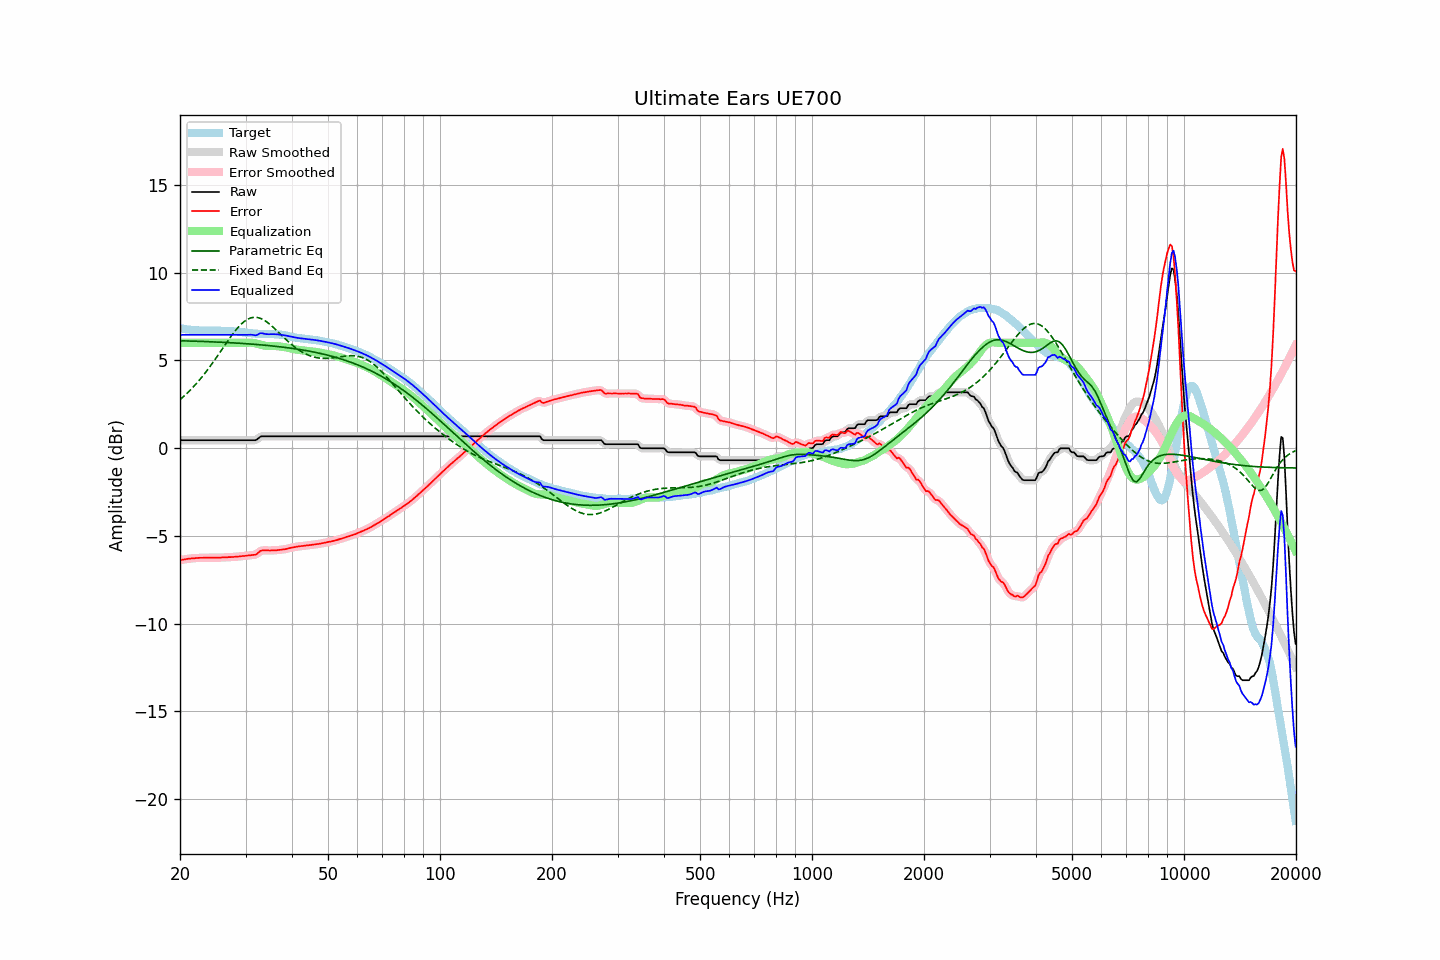 Ultimate Ears UE700
Target
Raw Smoothed
Error Smoothed
Raw
Error
Equalization
Parametric Eq
Fixed Band Eq
Equalized
Amplitude (dBr)
15
10
5
0
−5
−10
−15
−20
20
50
100
200
500
1000
2000
5000
10000
20000
Frequency (Hz)